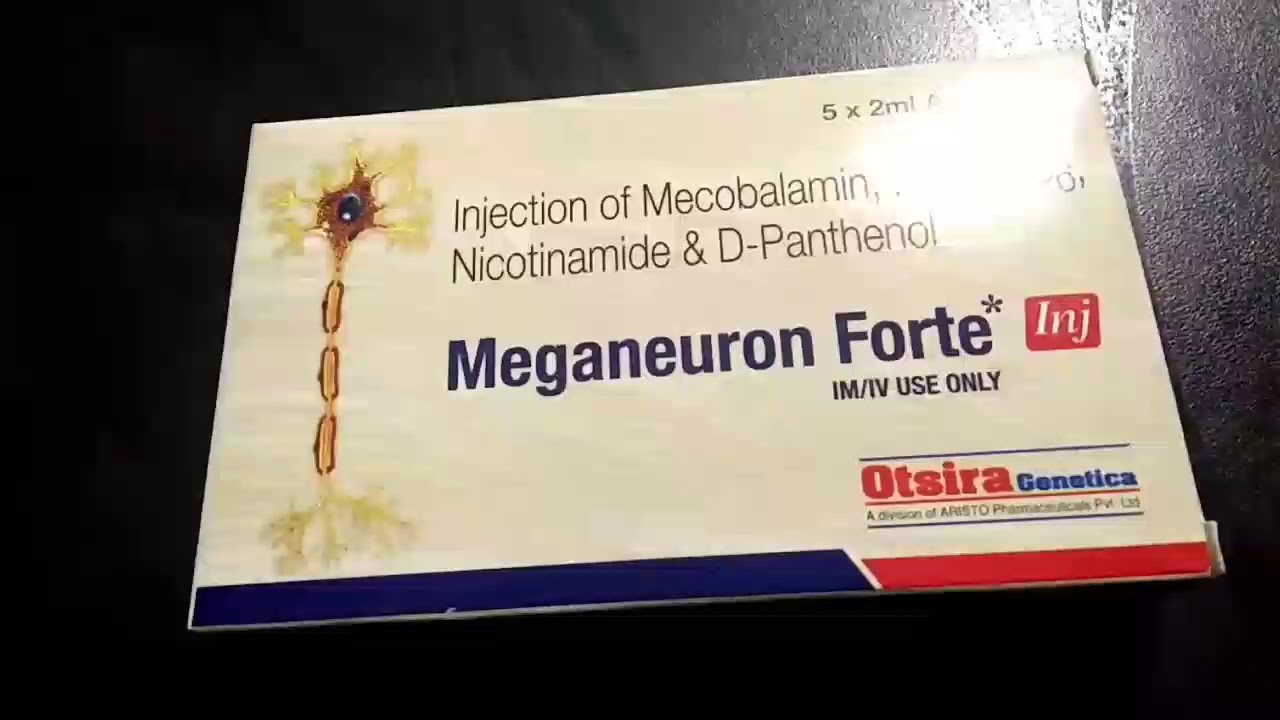 5 x 2ml
Injection of Mecobalamin,
Nicotinamide & D-Panthenol
Meganeuron Forte* Inj
IM/IV USE ONLY
Otsira Genetica
A division of ARISTO Pharmaceuticals Pvt. Ltd.